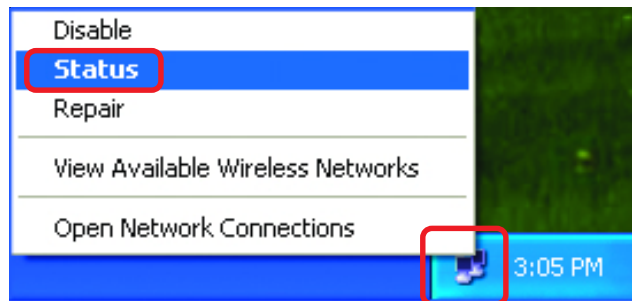 Disable
Status
Repair
View Available Wireless Networks
Open Network Connections
3:05 PM